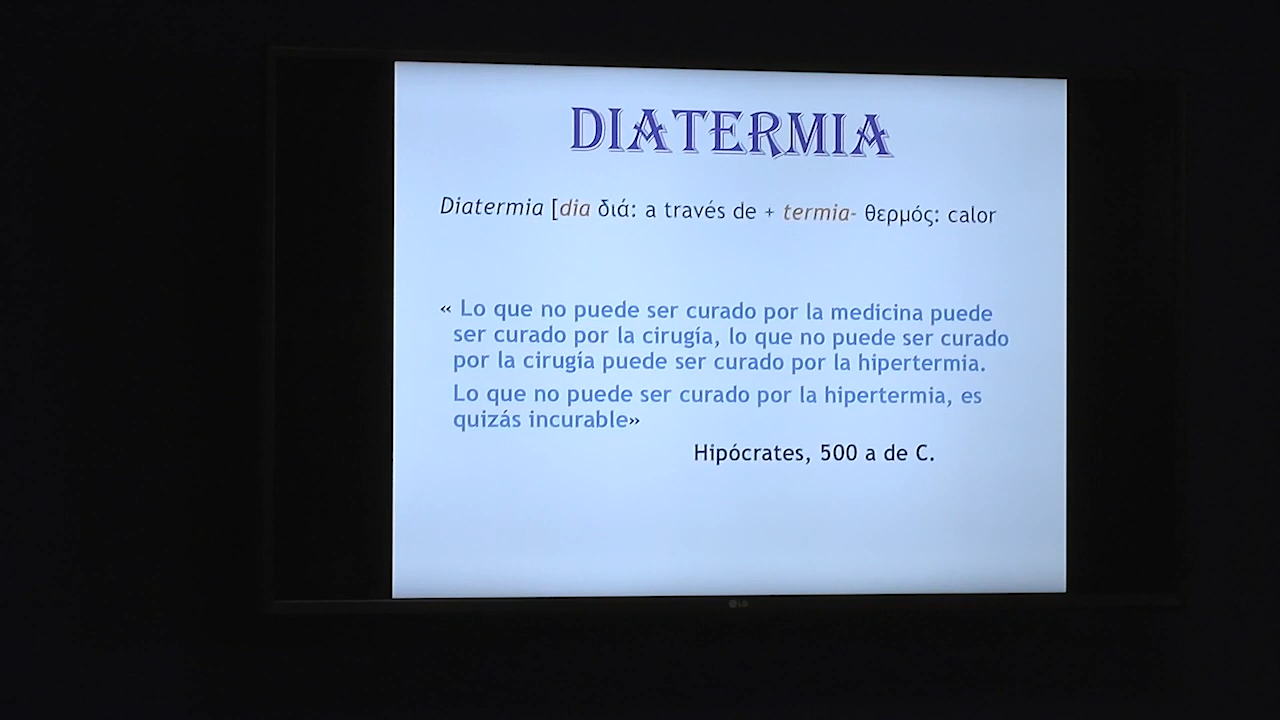 DIATERMIA
Diatermia [dia διά: a través de + termia- θερμός: calor
« Lo que no puede ser curado por la medicina puede
ser curado por la cirugía, lo que no puede ser curado
por la cirugía puede ser curado por la hipertermia.
Lo que no puede ser curado por la hipertermia, es
quizás incurable»
Hipócrates, 500 a de C.
LG